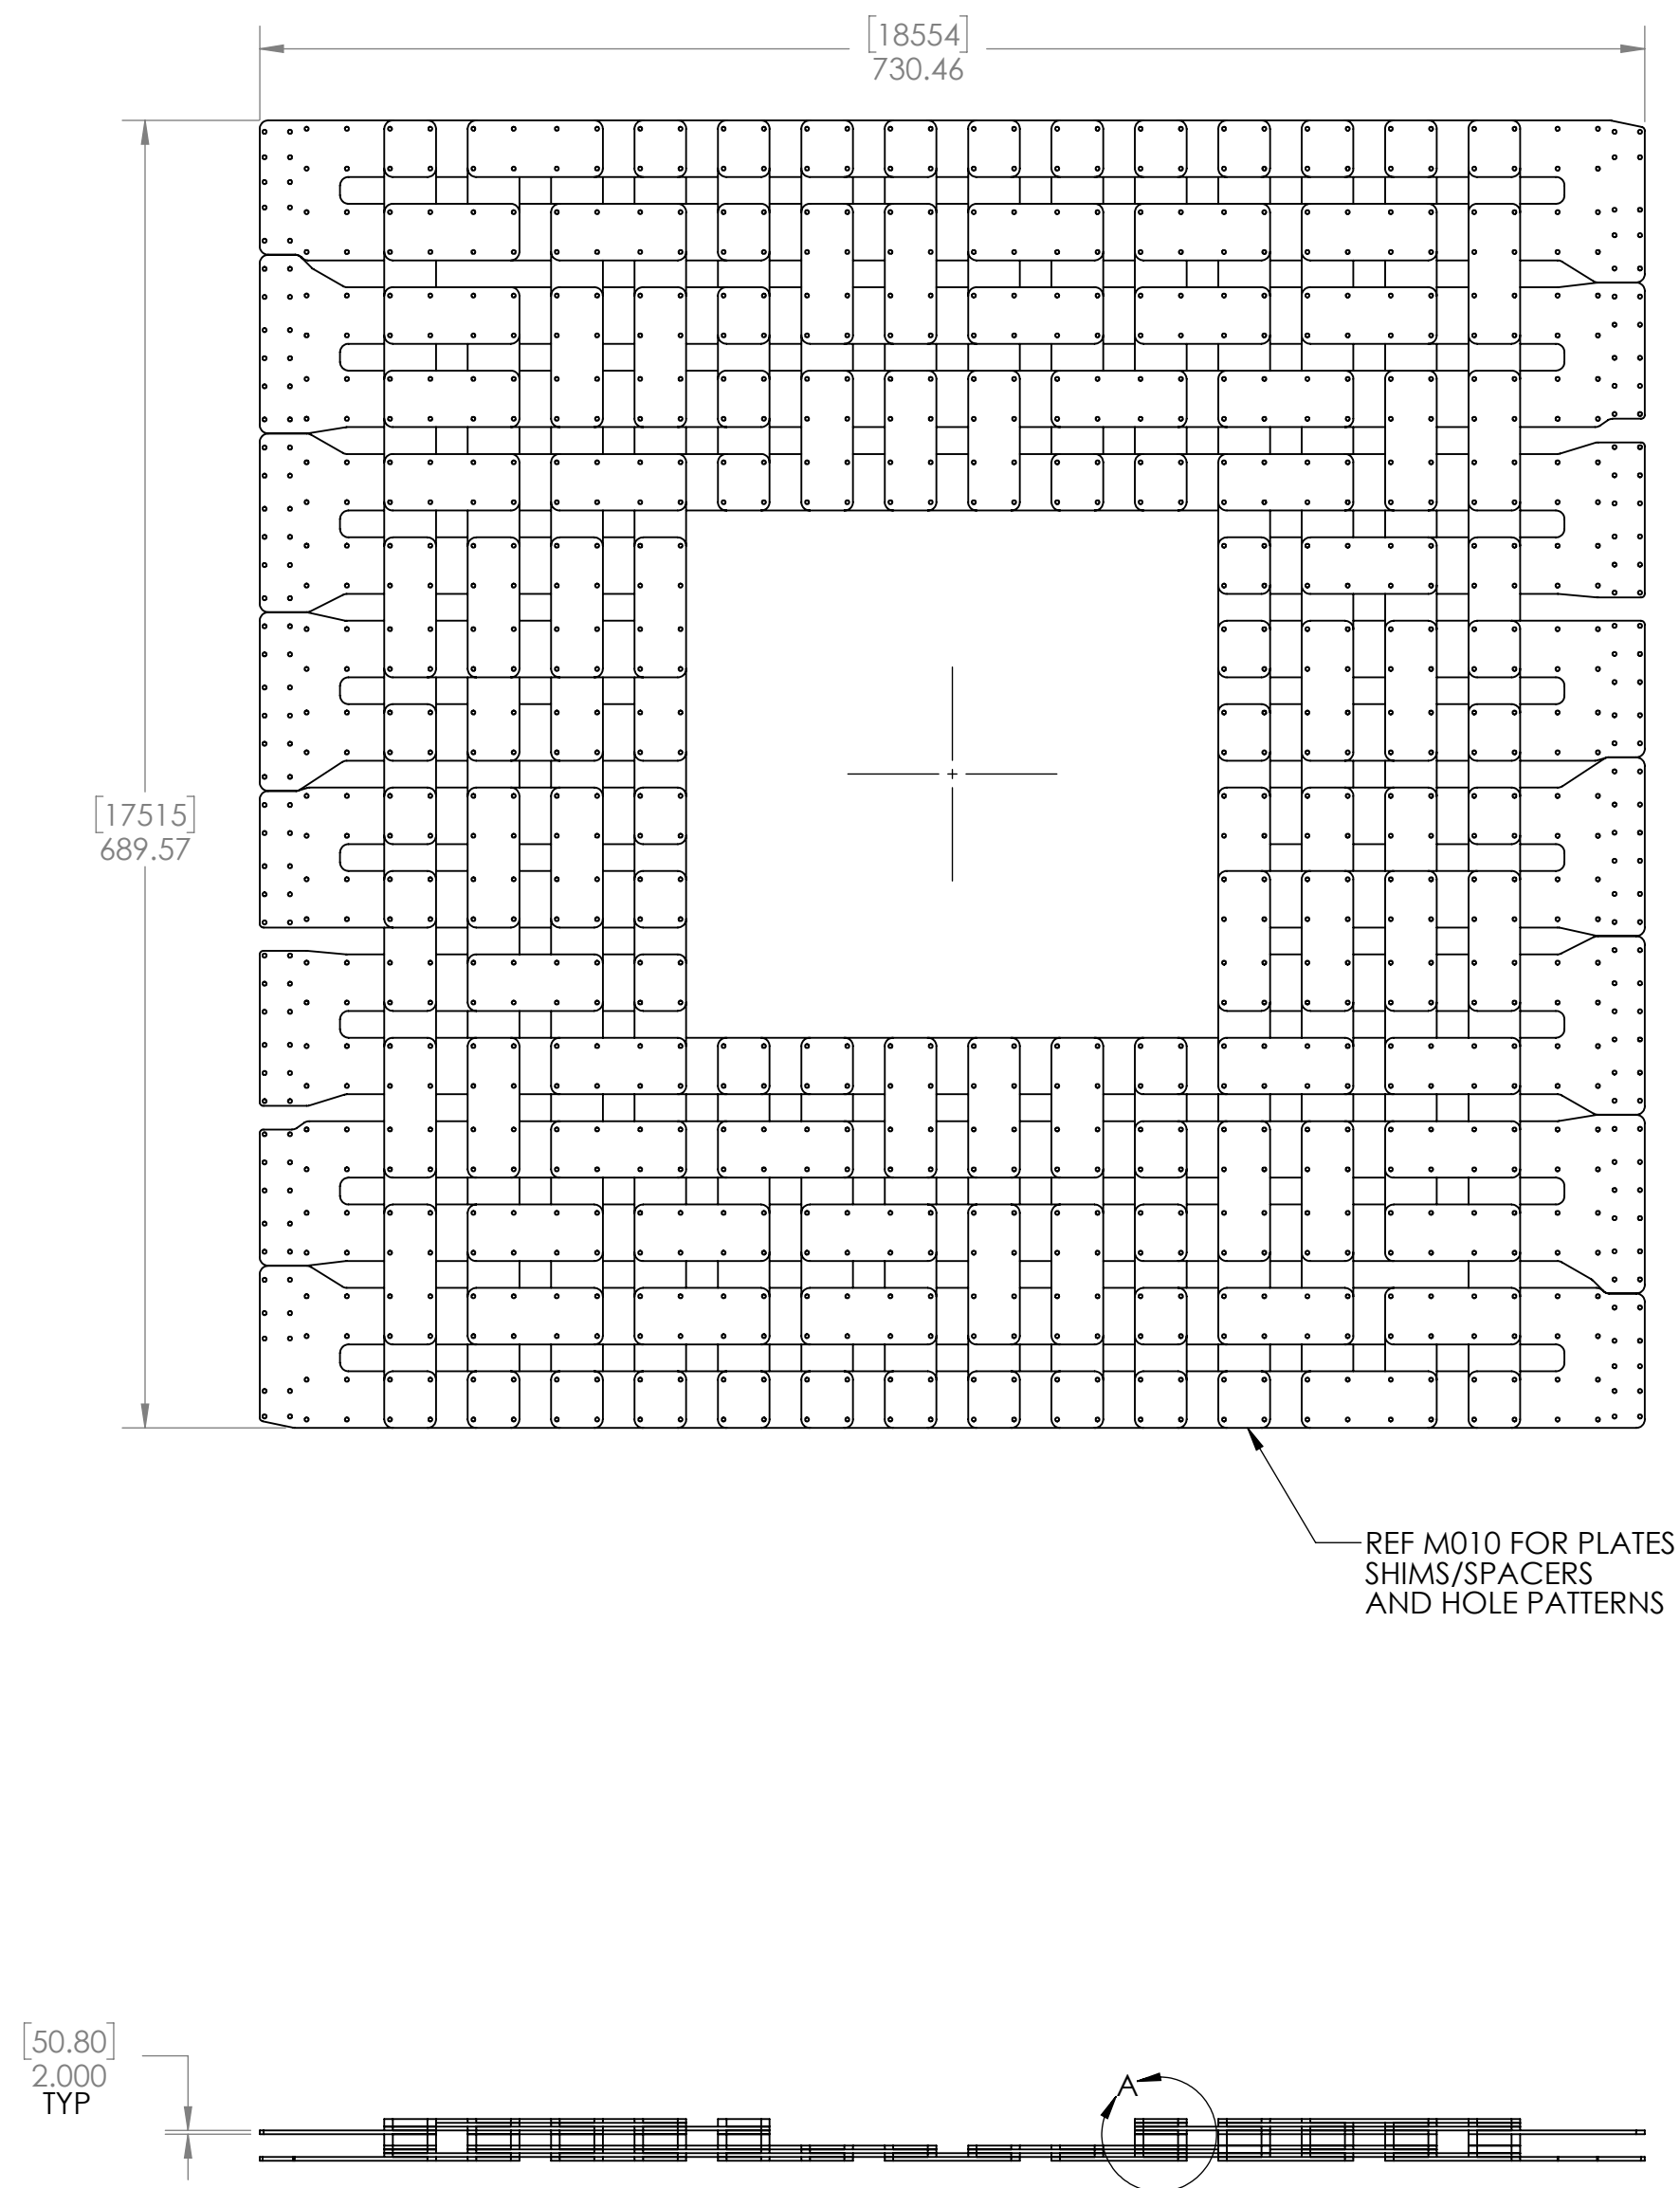 [18554]
730.46
[17515]
689.57
REF M010 FOR PLATES
SHIMS/SPACERS
AND HOLE PATTERNS
[50.80]
2.000
TYP
A